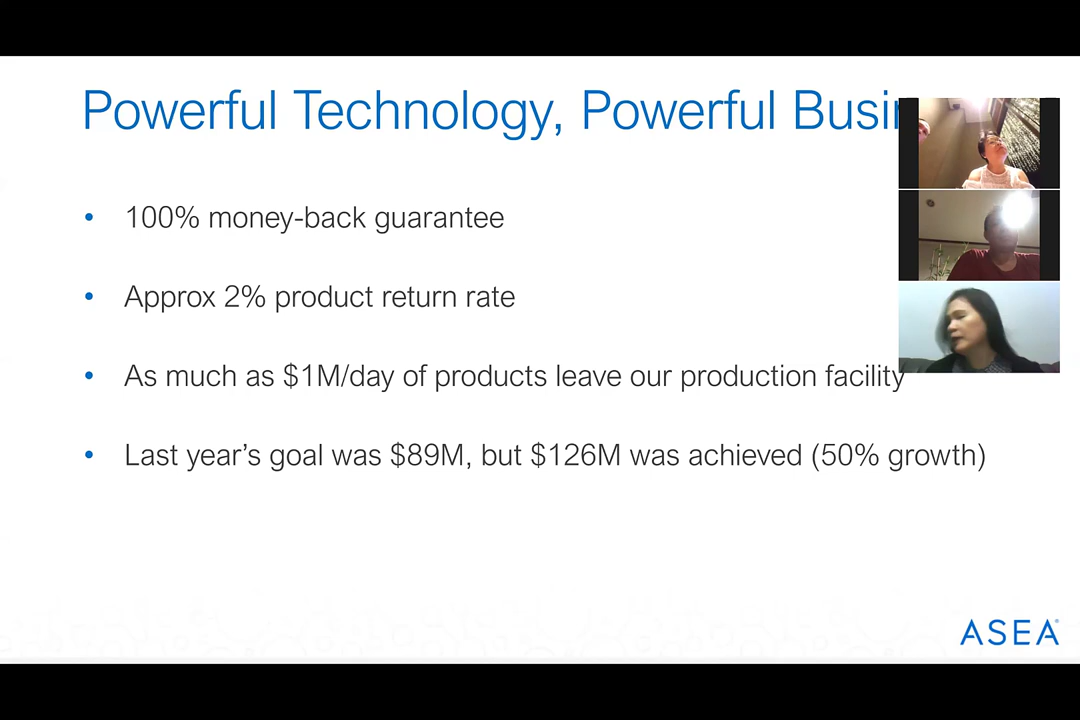 Powerful Technology, Powerful
• 100% money-back guarantee
• Approx 2% product return rate
• As much as $1M/day of products leave our production facility
• Last year's goal was $89M, but $126M was achieved (50% growth)
ASEA